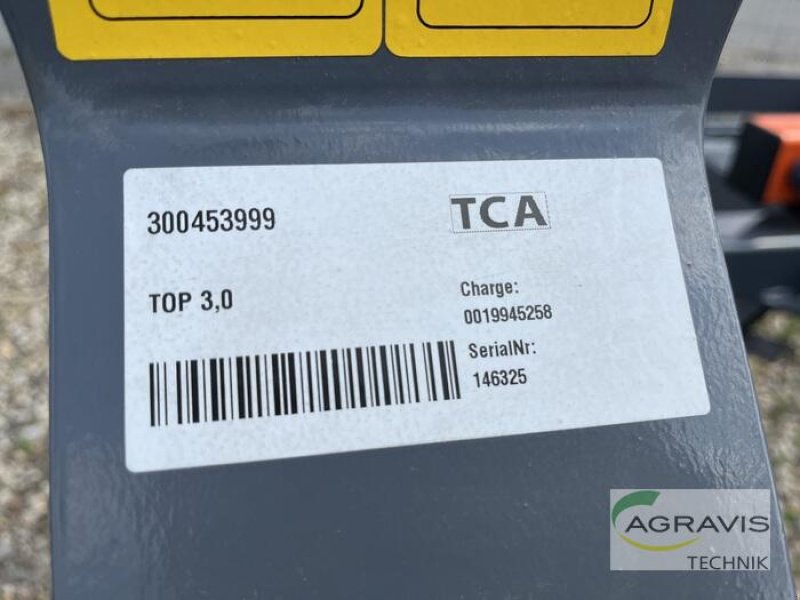 300453999
TCA
TOP 3,0
Charge:
0019945258
SerialNr:
146325
AGRAVIS
TECHNIK